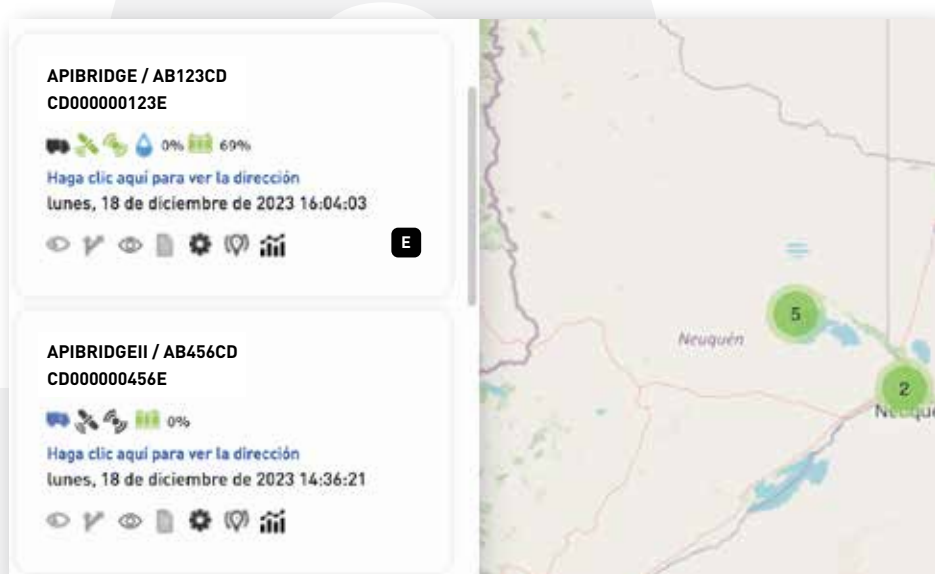 APIBRIDGE / AB123CD
CD000000123E
0% 69%
Haga clic aquí para ver la dirección
lunes, 18 de diciembre de 2023 16:04:03
E
APIBRIDGEII / AB456CD
CD000000456E
0%
Haga clic aquí para ver la dirección
lunes, 18 de diciembre de 2023 14:36:21
5
Neuquén
2
Neuqué